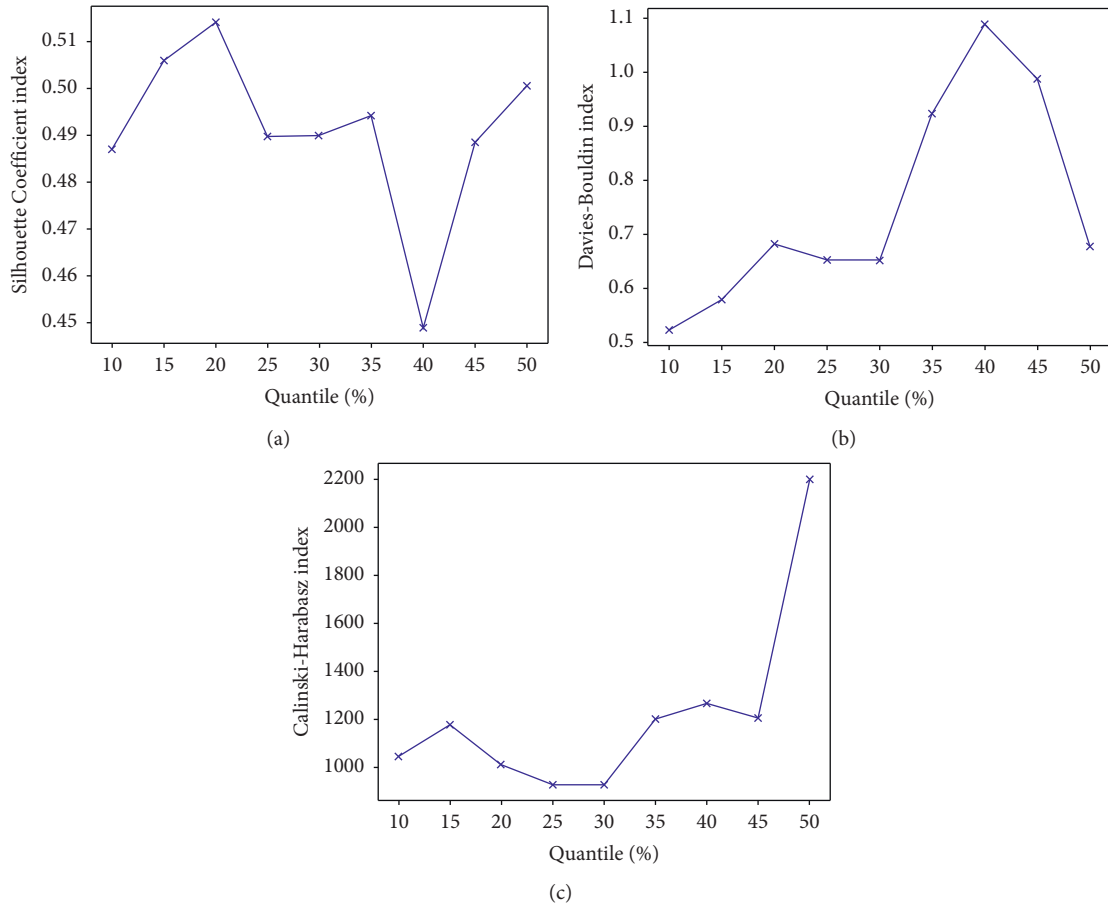 Silhouette Coefficient index
0.51
0.50
0.49
0.48
0.47
0.46
0.45
10 15 20 25 30 35 40 45 50
Quantile (%)
(a)
Davies-Bouldin index
1.1
1.0
0.9
0.8
0.7
0.6
0.5
10 15 20 25 30 35 40 45 50
Quantile (%)
(b)
Calinski-Harabasz index
2200
2000
1800
1600
1400
1200
1000
10 15 20 25 30 35 40 45 50
Quantile (%)
(c)